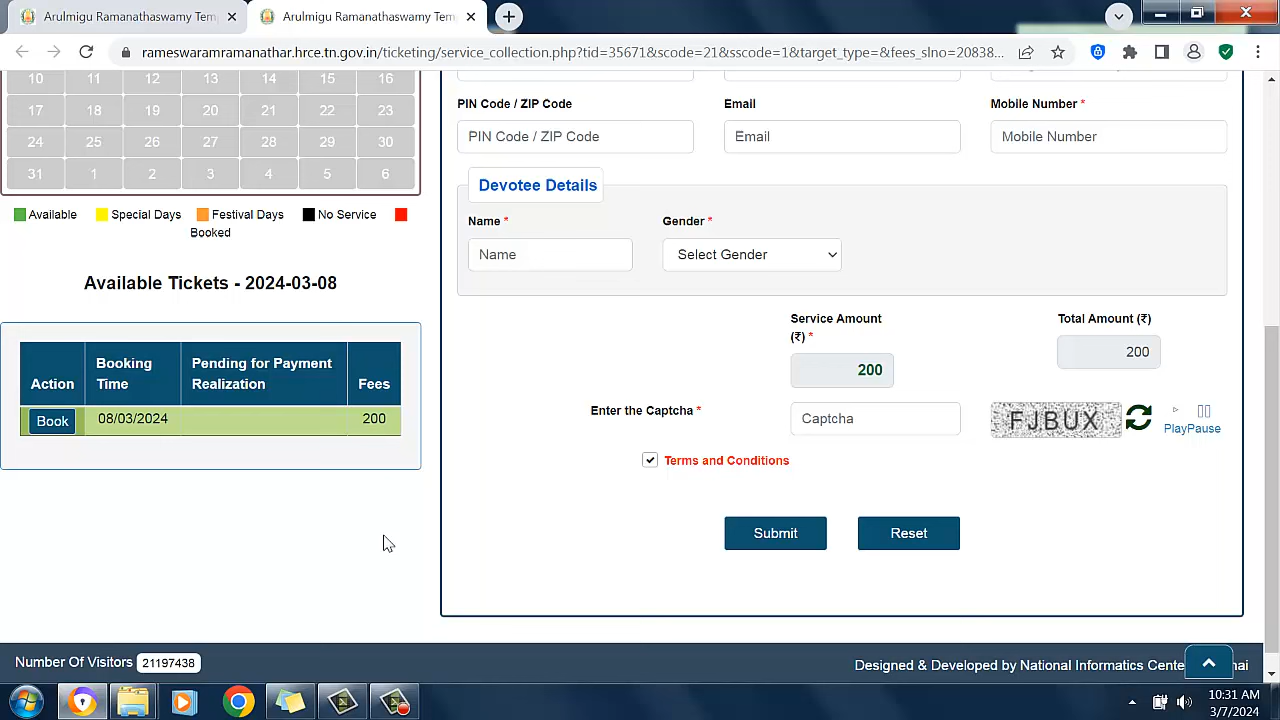 Arulmigu Ramanathaswamy Tem
Arulmigu Ramanathaswamy Tem
rameswaramramanathar.hrce.tn.gov.in/ticketing/service_collection.php?tid=35671&scode=21&sscode=1&target_type=&fees_slno=20838...
10 11 12 13 14 15 16
17 18 19 20 21 22 23
24 25 26 27 28 29 30
31 1 2 3 4 5 6
Available Special Days Festival Days No Service
Booked
Available Tickets - 2024-03-08
Action Booking Time Pending for Payment Realization Fees
Book 08/03/2024 200
PIN Code / ZIP Code Email Mobile Number *
PIN Code / ZIP Code Email Mobile Number
Devotee Details
Name * Gender *
Name Select Gender
Service Amount Total Amount (₹)
(₹) *
200 200
Enter the Captcha * Captcha FJBUX PlayPause
Terms and Conditions
Submit Reset
Number Of Visitors 21197438
Designed & Developed by National Informatics Cente nai
10:31 AM
3/7/2024